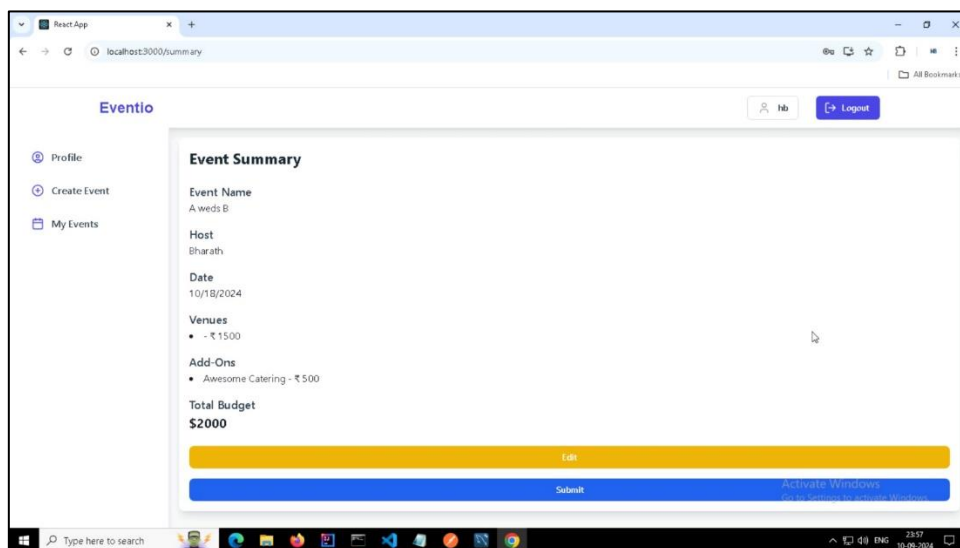 React App
localhost:3000/summary
All Bookmarks
Eventio
hb
Logout
Profile
Create Event
My Events
Event Summary
Event Name
A weds B
Host
Bharath
Date
10/18/2024
Venues
- ₹ 1500
Add-Ons
Awesome Catering - ₹ 500
Total Budget
$2000
Edit
Submit
Activate Windows
Go to Settings to activate Windows.
Type here to search
ENG
23:57
10-09-2024